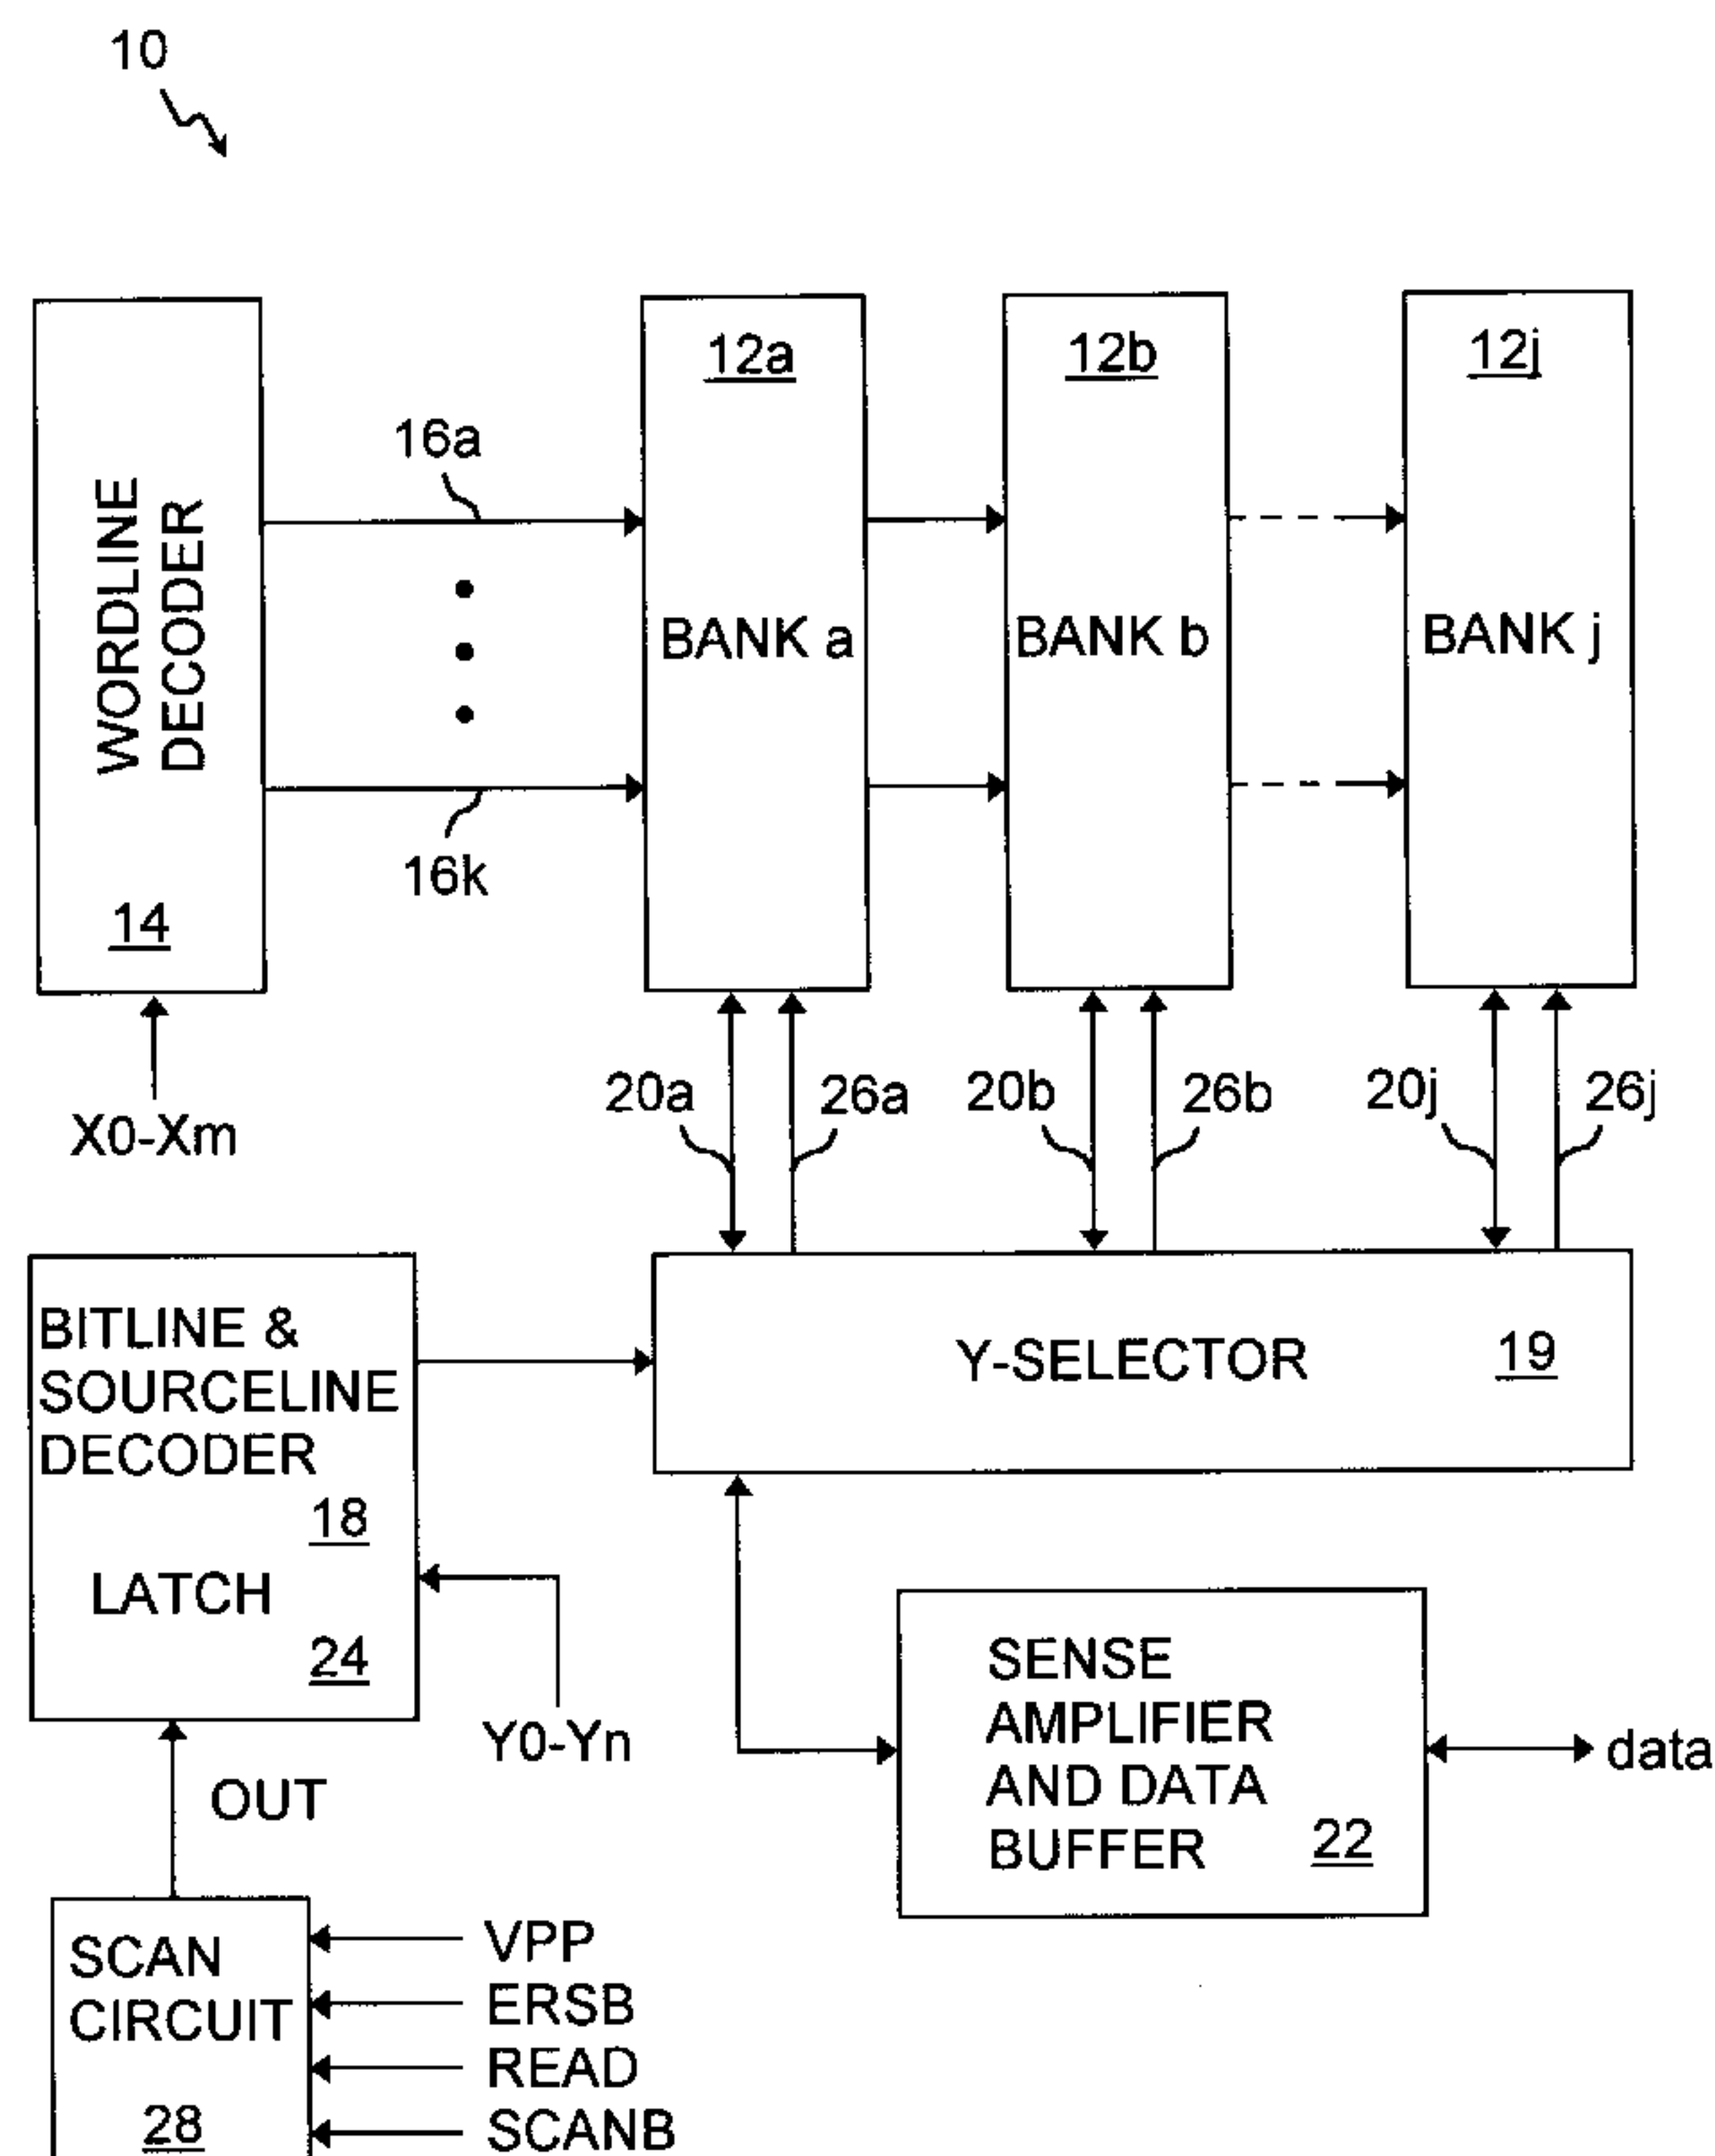 10
12a
12b
12j
16a
WORDLINE
DECODER
BANK a
BANK b
BANK j
16k
14
20a
26a
20b
26b
20j
26j
X0-Xm
BITLINE &
SOURCELINE
DECODER
18
LATCH
24
Y-SELECTOR
19
Y0-Yn
SENSE
AMPLIFIER
AND DATA
BUFFER
22
data
OUT
SCAN
CIRCUIT
28
VPP
ERSB
READ
SCANB